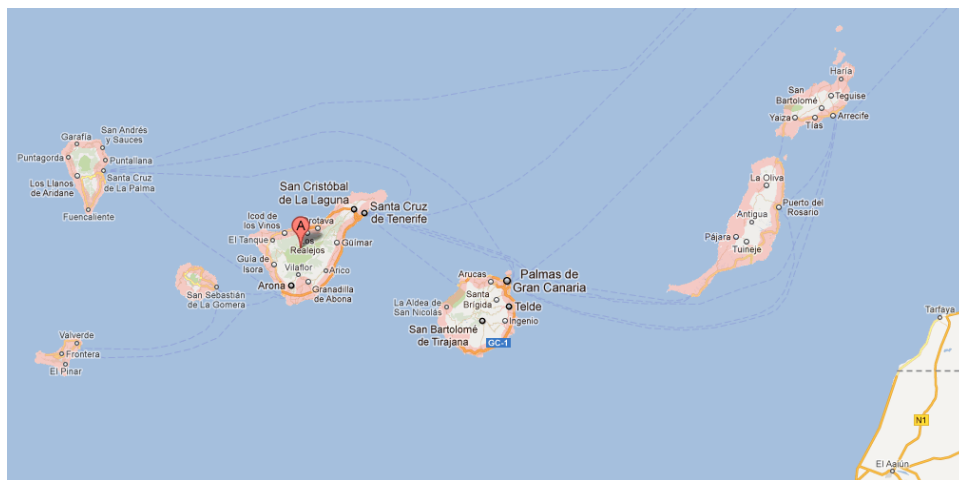 Garafía
San Andrés
y Sauces
Puntagorda
Puntallana
Los Llanos
de Aridane
Santa Cruz
de La Palma
Fuencaliente
San Cristóbal
de La Laguna
Santa Cruz
de Tenerife
Icod de
los Vinos
A
El Tanque
Realejos
Güímar
Guía de
Isora
Vilaflor
Arico
Arona
Granadilla
de Abona
San Sebastián
de La Gomera
Valverde
Frontera
El Pinar
Arucas
Palmas de
Gran Canaria
La Aldea de
San Nicolás
Santa
Brígida
Telde
San Bartolomé
de Tirajana
Ingenio
GC-1
Haría
San
Bartolomé
Teguise
Yaiza
Tías
Arrecife
La Oliva
Puerto del
Rosario
Antigua
Pájara
Tuineje
Tarfaya
N1
El Aaiún